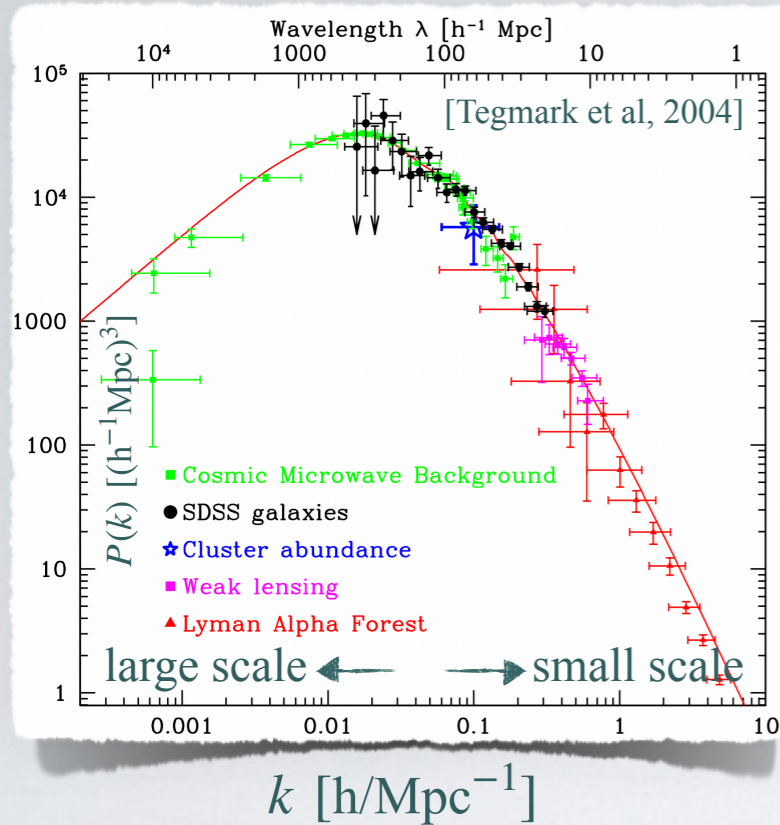 Wavelength λ [h⁻¹ Mpc]
10⁴ 1000 100 10 1
[Tegmark et al, 2004]
10⁵
10⁴
1000
100
10
1
P(k) [(h⁻¹Mpc)³]
Cosmic Microwave Background
SDSS galaxies
Cluster abundance
Weak lensing
Lyman Alpha Forest
large scale small scale
0.001 0.01 0.1 1 10
k [h/Mpc⁻¹]